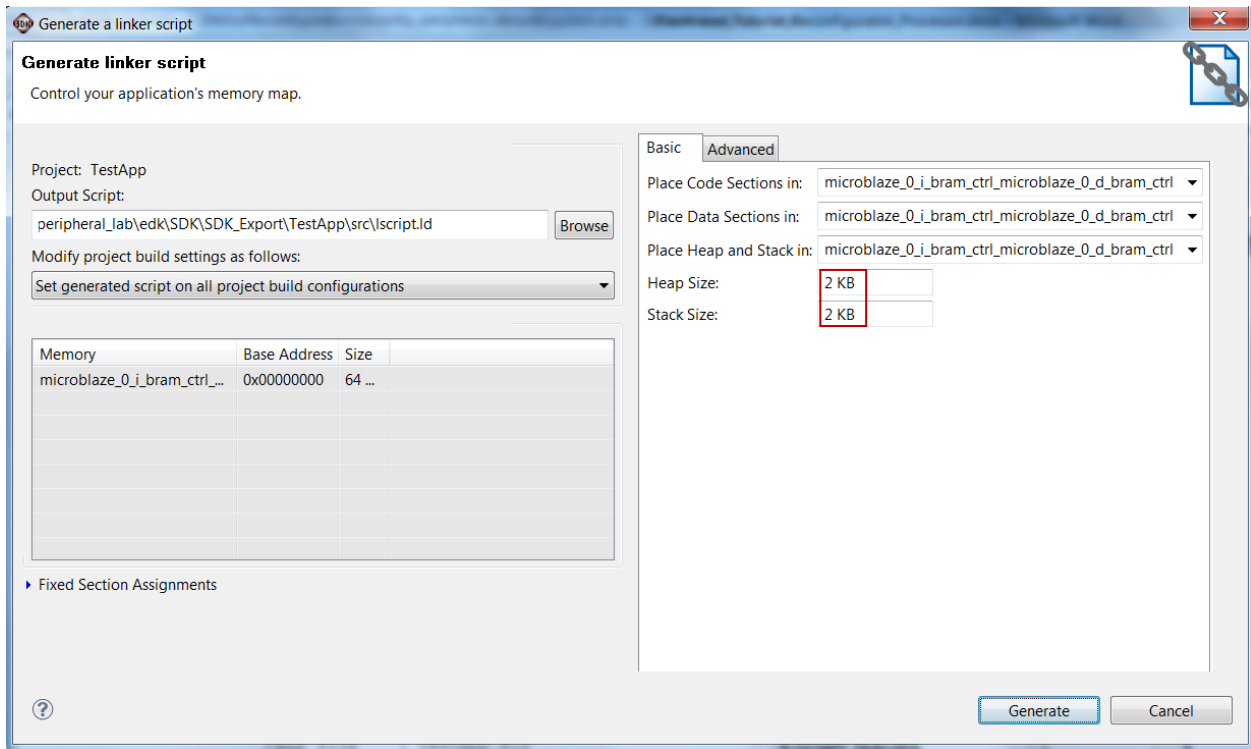 Generate a linker script
Generate linker script
Control your application's memory map.
Project: TestApp
Output Script:
peripheral_lab\edk\SDK\SDK_Export\TestApp\src\lscript.ld
Browse
Modify project build settings as follows:
Set generated script on all project build configurations
Memory Base Address Size
microblaze_0_i_bram_ctrl_... 0x00000000 64 ...
Fixed Section Assignments
Basic Advanced
Place Code Sections in: microblaze_0_i_bram_ctrl_microblaze_0_d_bram_ctrl
Place Data Sections in: microblaze_0_i_bram_ctrl_microblaze_0_d_bram_ctrl
Place Heap and Stack in: microblaze_0_i_bram_ctrl_microblaze_0_d_bram_ctrl
Heap Size: 2 KB
Stack Size: 2 KB
Generate Cancel